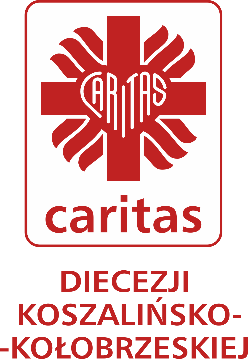 CARITAS
caritas
DIECEZJI
KOSZALIŃSKO-
-KOŁOBRZESKIEJ